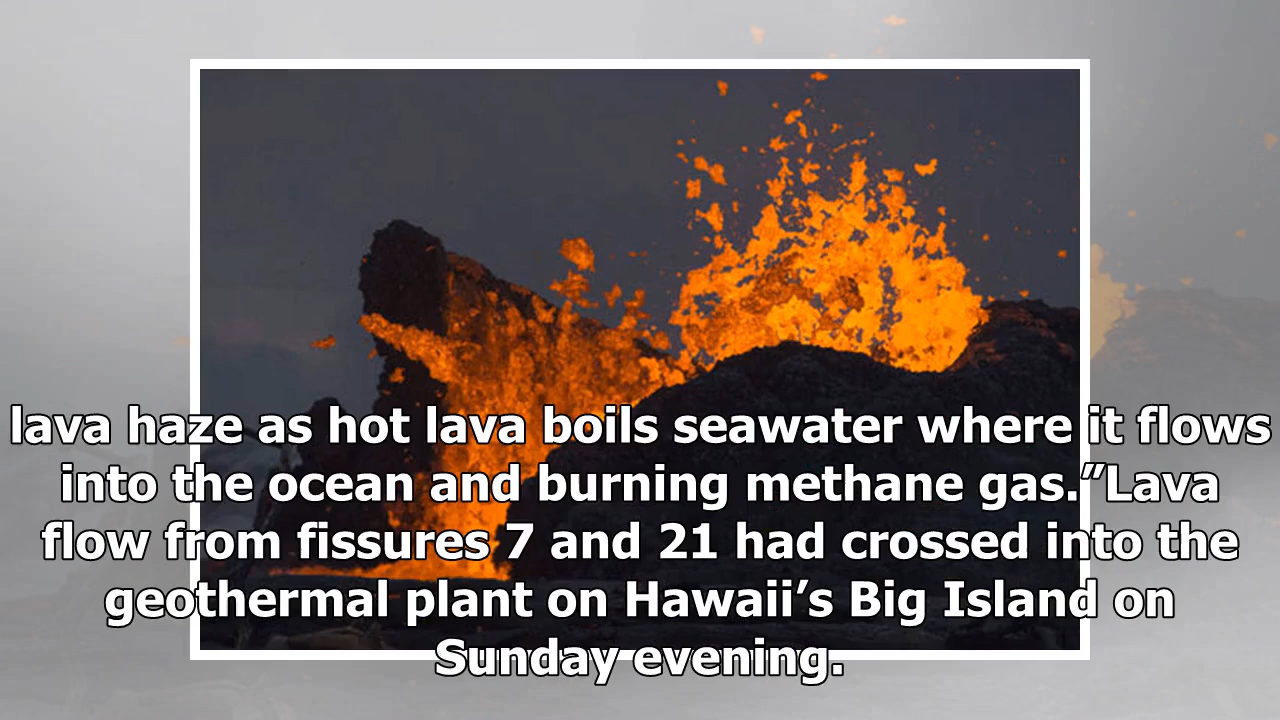 lava haze as hot lava boils seawater where it flows
into the ocean and burning methane gas.”Lava
flow from fissures 7 and 21 had crossed into the
geothermal plant on Hawaii’s Big Island on
Sunday evening.